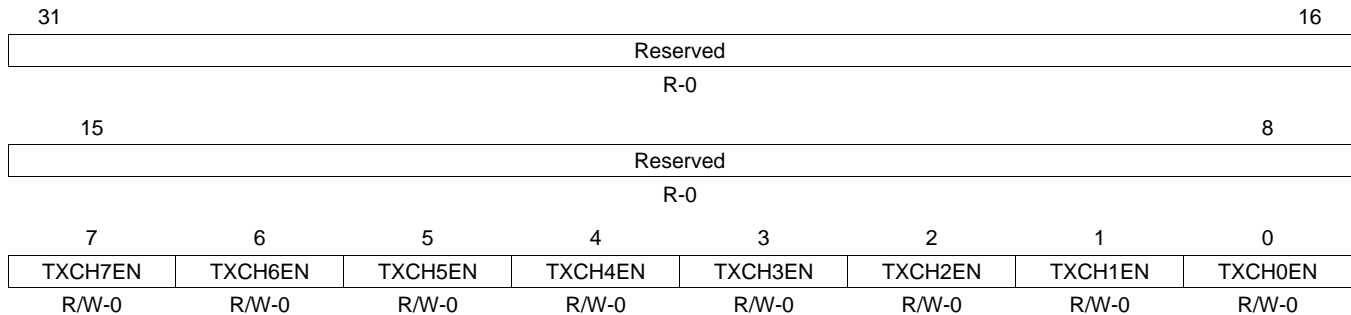 31 16
Reserved
R-0
15 8
Reserved
R-0
7 6 5 4 3 2 1 0
TXCH7EN TXCH6EN TXCH5EN TXCH4EN TXCH3EN TXCH2EN TXCH1EN TXCH0EN
R/W-0 R/W-0 R/W-0 R/W-0 R/W-0 R/W-0 R/W-0 R/W-0